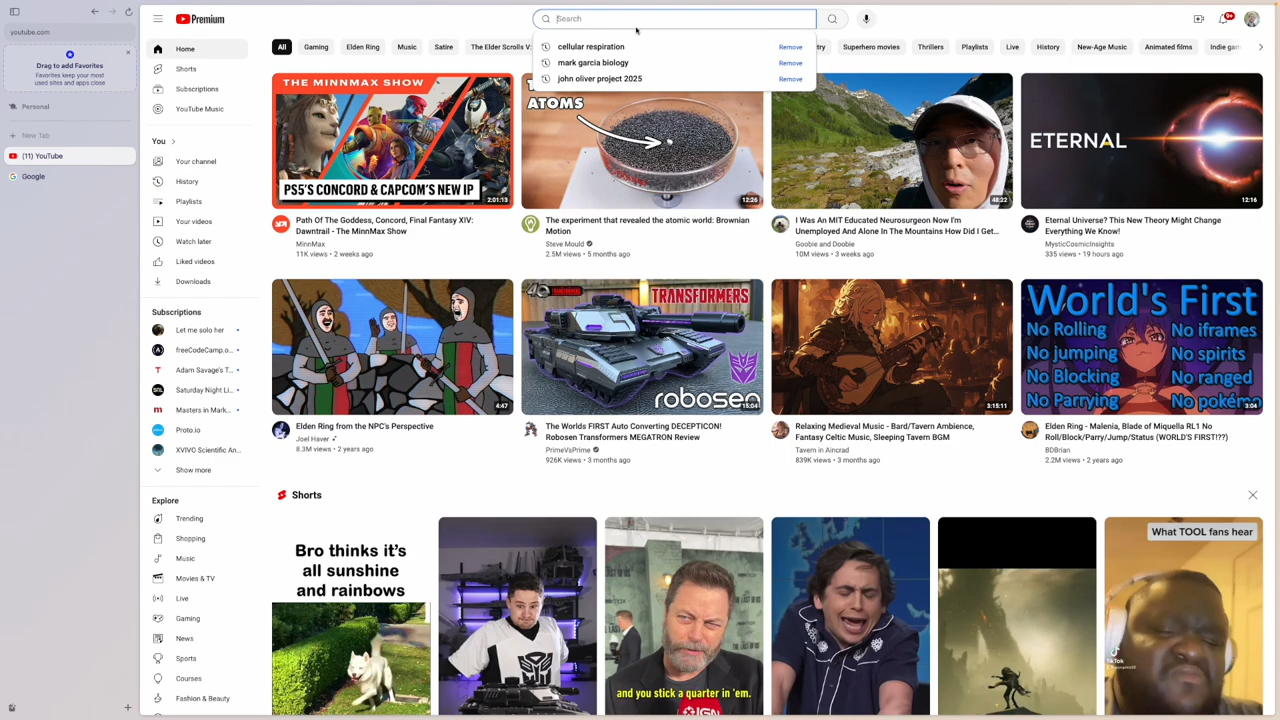 youtube.com
Drag to add Favorites
Favorites keep your most used sites and apps close
Personal
New Tab
(11) YouTube
Google
Premium
Search
cellular respiration
Remove
mark garcia biology
Remove
john oliver project 2025
Remove
9+
All
Gaming
Elden Ring
Music
Satire
The Elder Scrolls V:
Superhero movies
Thrillers
Playlists
Live
History
New-Age Music
Animated films
Indie gam
Home
Shorts
Subscriptions
YouTube Music
You
Your channel
History
Playlists
Your videos
Watch later
Liked videos
Downloads
Subscriptions
Let me solo her
freeCodeCamp.o...
Adam Savage's T...
Saturday Night Li...
Masters in Mark...
Proto.io
XVIVO Scientific An...
Show more
Explore
Trending
Shopping
Music
Movies & TV
Live
Gaming
News
Sports
Courses
Fashion & Beauty
THE MINNMAX SHOW
PS5'S CONCORD & CAPCOM'S NEW IP
2:01:13
Path Of The Goddess, Concord, Final Fantasy XIV:
Dawntrail - The MinnMax Show
MinnMax
11K views • 2 weeks ago
ATOMS
12:26
The experiment that revealed the atomic world: Brownian
Motion
Steve Mould
2.5M views • 5 months ago
48:22
I Was An MIT Educated Neurosurgeon Now I'm
Unemployed And Alone In The Mountains How Did I Get...
Goobie and Doobie
10M views • 3 weeks ago
ETERNAL
12:16
Eternal Universe? This New Theory Might Change
Everything We Know!
MysticCosmicInsights
335 views • 19 hours ago
4:47
Elden Ring from the NPC's Perspective
Joel Haver
8.3M views • 2 years ago
40
TRANSFORMERS
TRANSFORMERS
robosen
15:04
The Worlds FIRST Auto Converting DECEPTICON!
Robosen Transformers MEGATRON Review
PrimeVsPrime
926K views • 3 months ago
3:15:11
Relaxing Medieval Music - Bard/Tavern Ambience,
Fantasy Celtic Music, Sleeping Tavern BGM
Tavern in Aincrad
839K views • 3 months ago
World's First
No Rolling
No iframes
No jumping
No spirits
No Blocking
No ranged
No Parrying
No pokémo
3:04
Elden Ring - Malenia, Blade of Miquella RL1 No
Roll/Block/Parry/Jump/Status (WORLD'S FIRST!??)
BDBrian
2.2M views • 2 years ago
Shorts
Bro thinks it's
all sunshine
and rainbows
and you stick a quarter in 'em.
IGN
TikTok
What TOOL fans hear